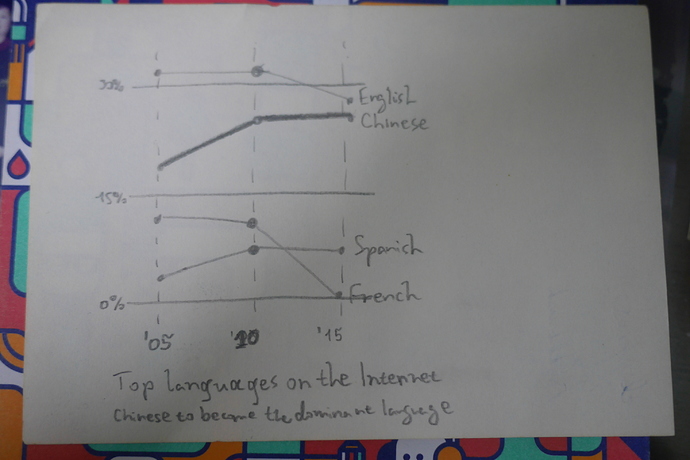 30%
English
Chinese
15%
Spanish
French
0%
'05 '10 '15
Top languages on the Internet
Chinese to become the dominant language